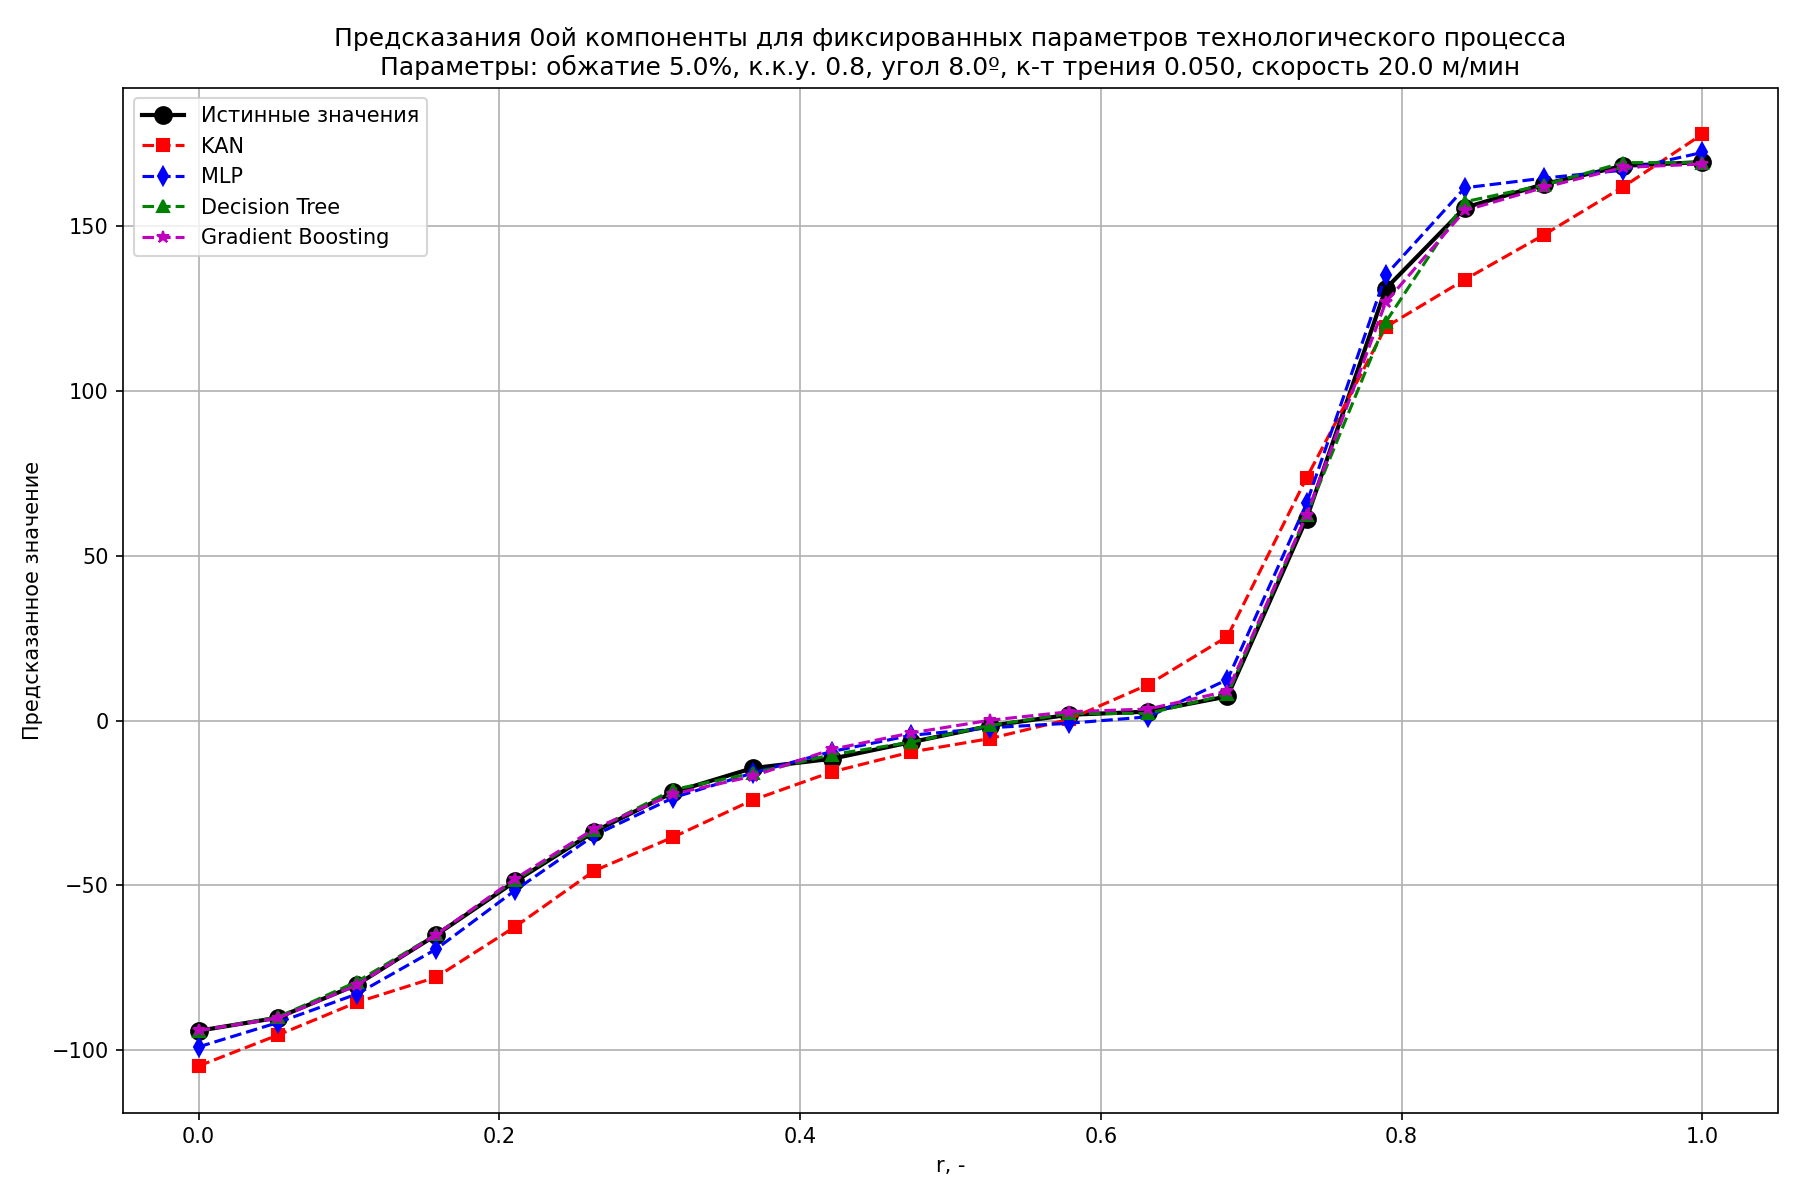 Предсказания 0ой компоненты для фиксированных параметров технологического процесса
Параметры: обжатие 5.0%, к.к.у. 0.8, угол 8.0º, к-т трения 0.050, скорость 20.0 м/мин
Истинные значения
KAN
MLP
Decision Tree
Gradient Boosting
Предсказанное значение
150
100
50
0
−50
−100
0.0
0.2
0.4
0.6
0.8
1.0
r, -